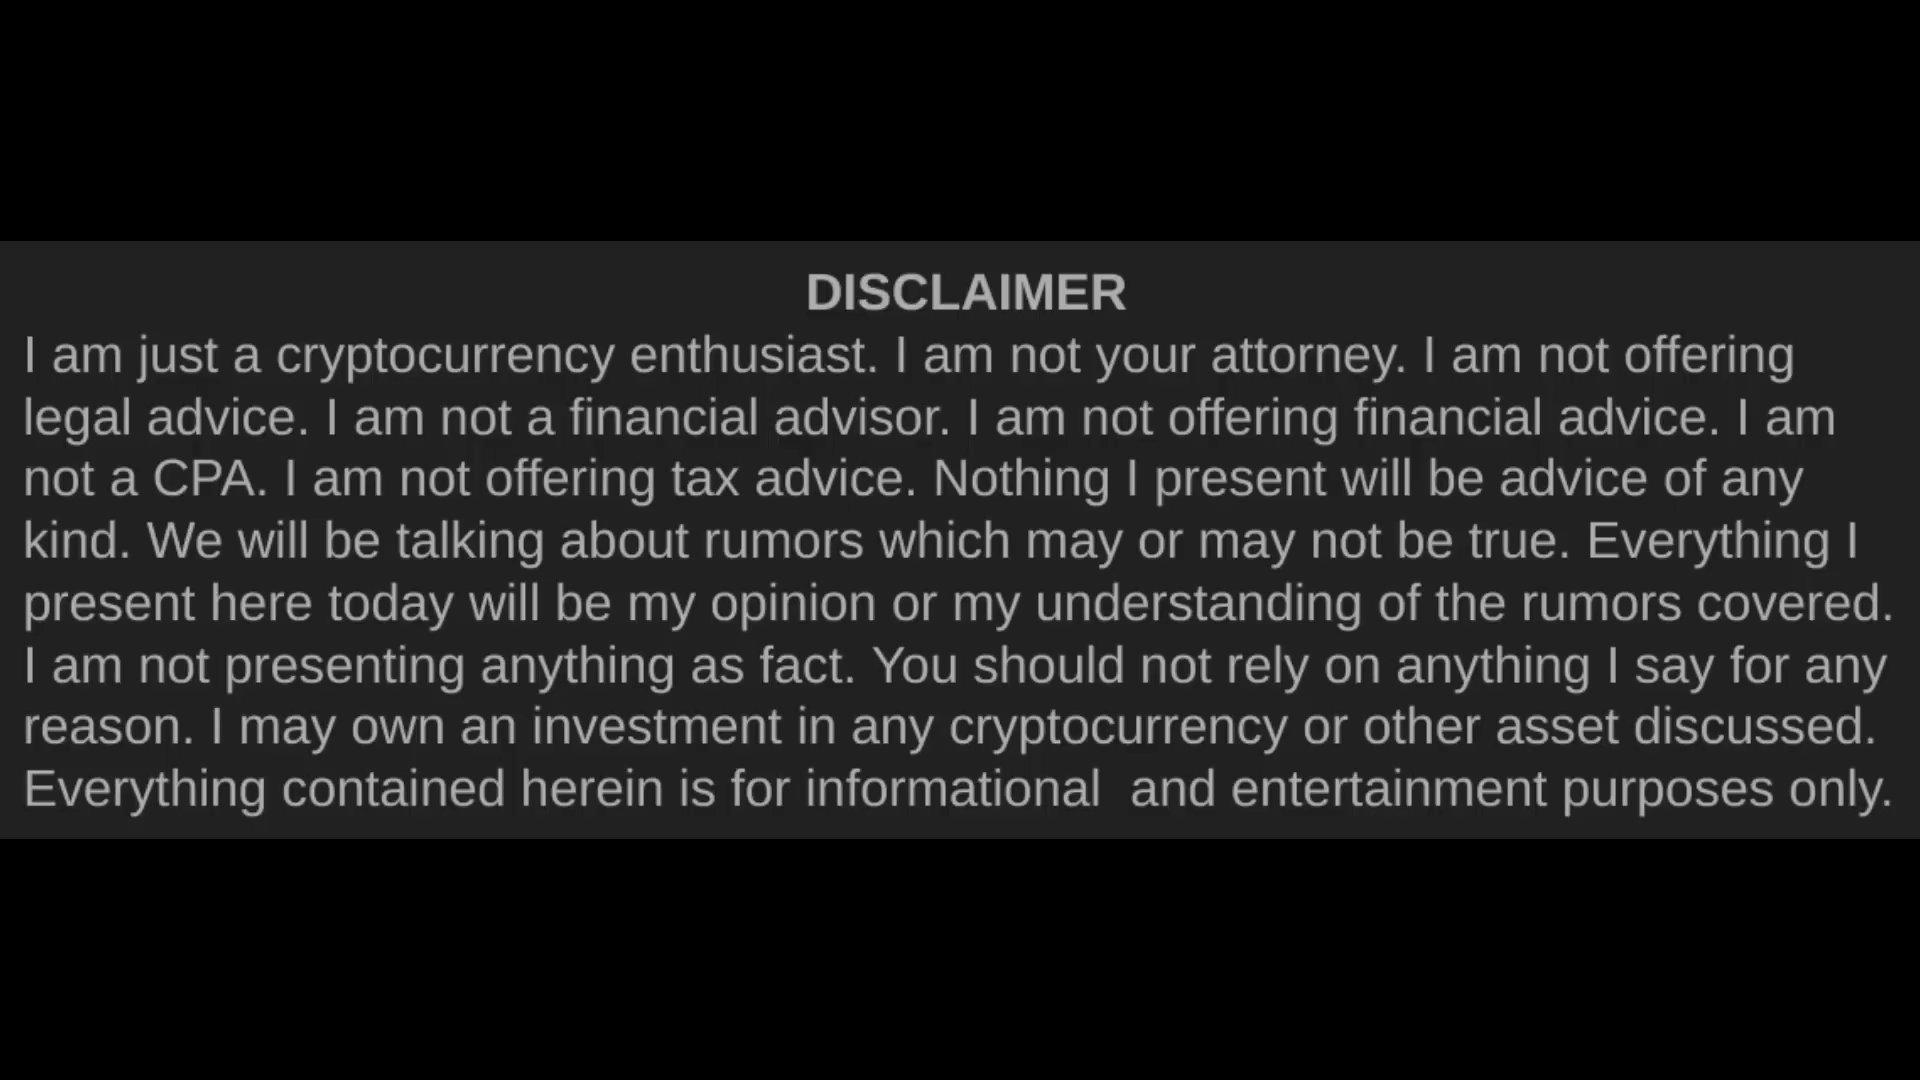 DISCLAIMER
I am just a cryptocurrency enthusiast. I am not your attorney. I am not offering
legal advice. I am not a financial advisor. I am not offering financial advice. I am
not a CPA. I am not offering tax advice. Nothing I present will be advice of any
kind. We will be talking about rumors which may or may not be true. Everything I
present here today will be my opinion or my understanding of the rumors covered.
I am not presenting anything as fact. You should not rely on anything I say for any
reason. I may own an investment in any cryptocurrency or other asset discussed.
Everything contained herein is for informational  and entertainment purposes only.